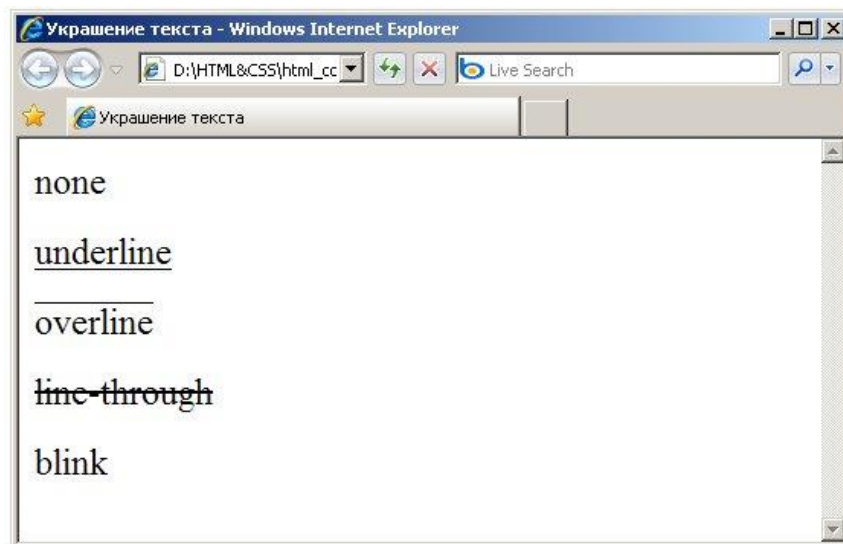 Украшение текста - Windows Internet Explorer
D:\HTML&CSS\html_cc
Live Search
Украшение текста
none
underline
overline
line-through
blink